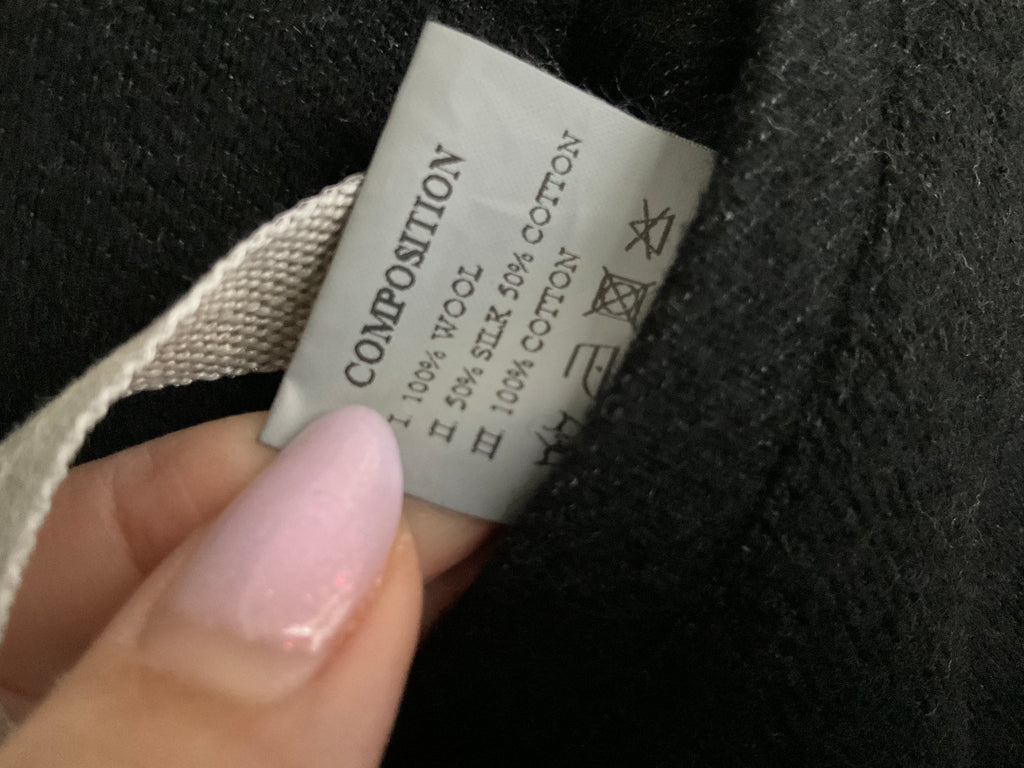 COMPOSITION
I 100% WOOL
II 50% SILK 50% COTTON
III 100% COTTON